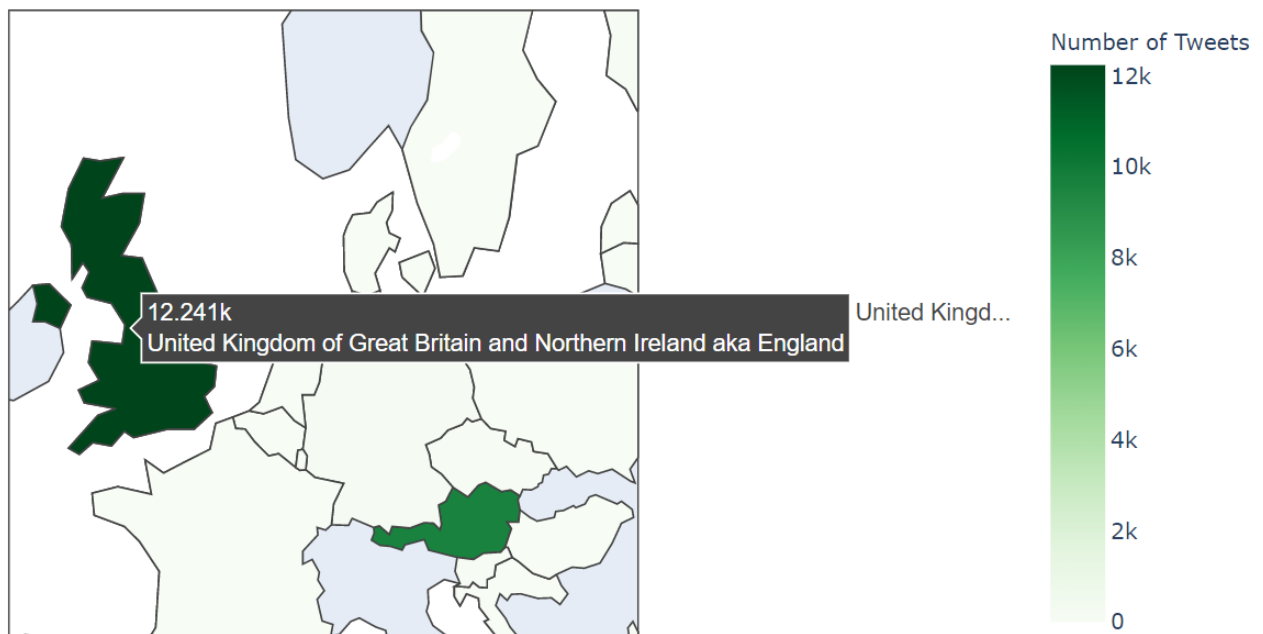 Number of Tweets
12k
10k
8k
6k
4k
2k
0
12.241k
United Kingdom of Great Britain and Northern Ireland aka England
United Kingd...